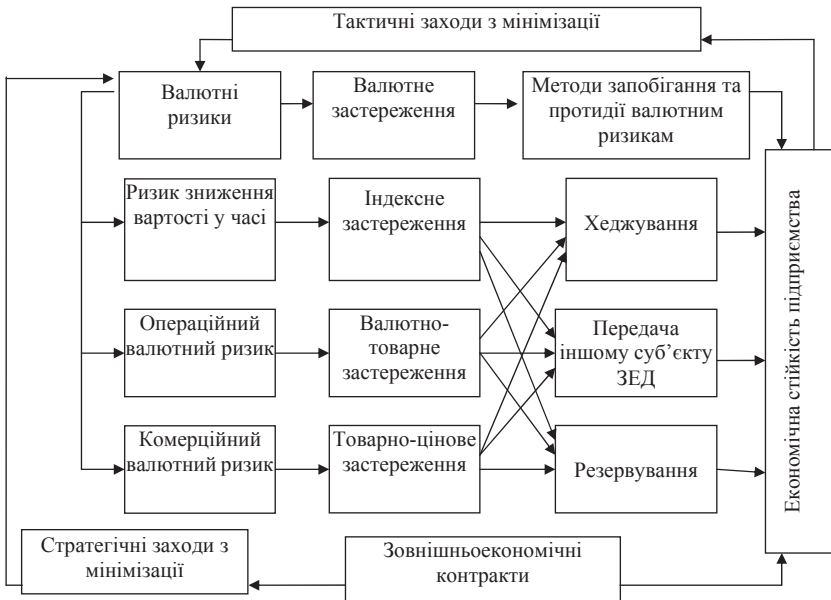 Тактичні заходи з мінімізації
Валютні
ризики
Валютне
застереження
Методи запобігання та
протидії валютним
ризикам
Ризик зниження
вартості у часі
Індексне
застереження
Хеджування
Операційний
валютний ризик
Валютно-
товарне
застереження
Передача
іншому суб’єкту
ЗЕД
Комерційний
валютний ризик
Товарно-цінове
застереження
Резервування
Економічна стійкість підприємства
Стратегічні заходи з
мінімізації
Зовнішньоекономічні
контракти